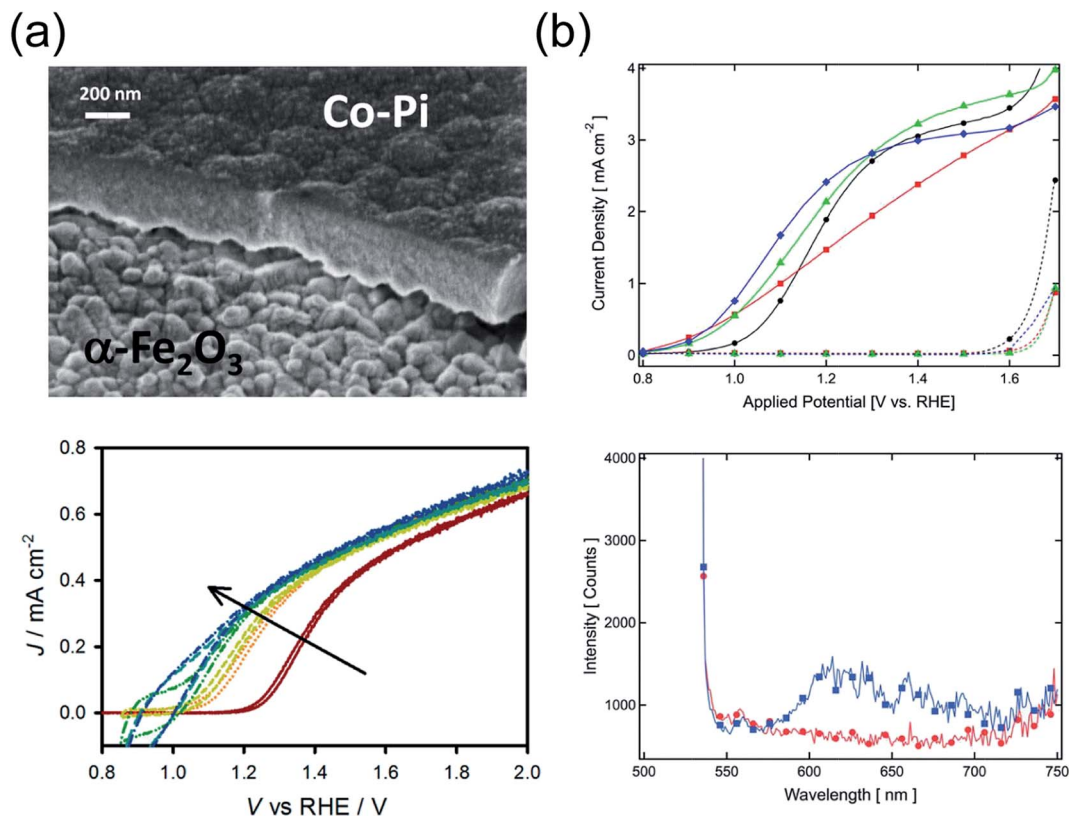 (a)
200 nm
Co-Pi
α-Fe2O3
0.8
0.6
0.4
0.2
0.0
J / mA cm-2
0.8 1.0 1.2 1.4 1.6 1.8 2.0
V vs RHE / V
(b)
4
3
2
1
0
Current Density [ mA cm-2 ]
0.8 1.0 1.2 1.4 1.6
Applied Potential [V vs. RHE]
4000
3000
2000
1000
Intensity [ Counts ]
500 550 600 650 700 750
Wavelength [ nm ]